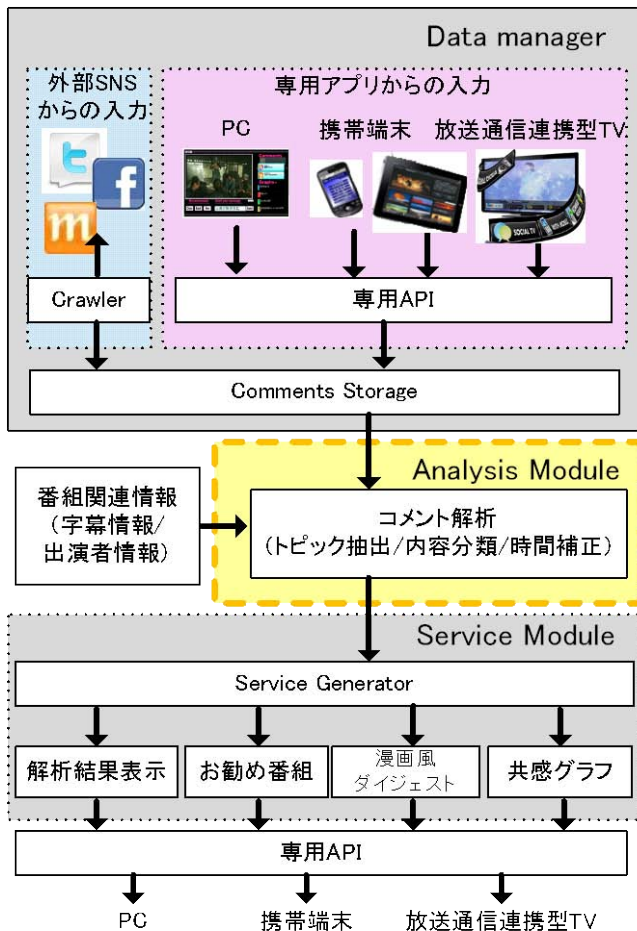 Data manager
外部SNS
からの入力
専用アプリからの入力
PC
携帯端末
放送通信連携型TV
SOCIAL TV
Crawler
専用API
Comments Storage
Analysis Module
番組関連情報
(字幕情報/
出演者情報)
コメント解析
(トピック抽出/内容分類/時間補正)
Service Module
Service Generator
解析結果表示
お勧め番組
漫画風
ダイジェスト
共感グラフ
専用API
PC
携帯端末
放送通信連携型TV